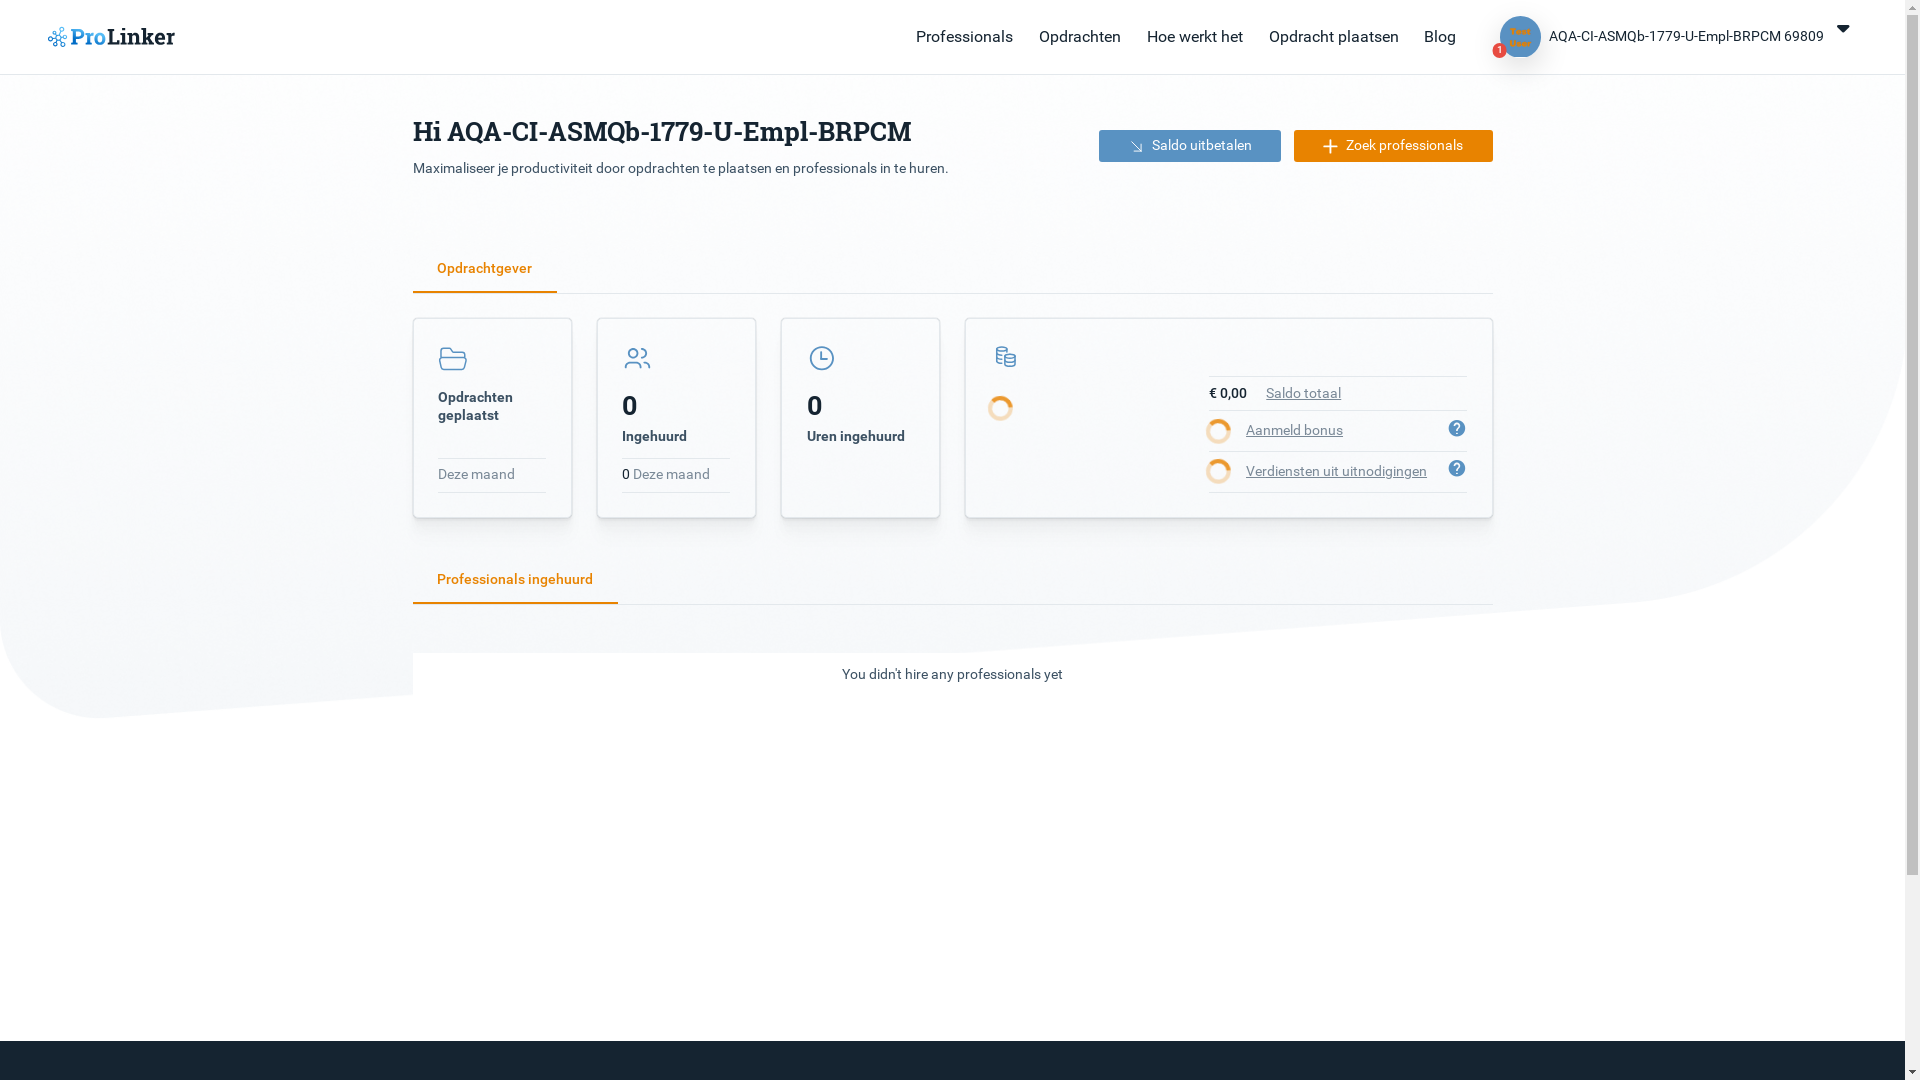 ProLinker
Professionals
Opdrachten
Hoe werkt het
Opdracht plaatsen
Blog
1
AQA-CI-ASMQb-1779-U-Empl-BRPCM 69809
Hi AQA-CI-ASMQb-1779-U-Empl-BRPCM
Maximaliseer je productiviteit door opdrachten te plaatsen en professionals in te huren.
Saldo uitbetalen
Zoek professionals
Opdrachtgever
Opdrachten
geplaatst
Deze maand
0
Ingehuurd
0 Deze maand
0
Uren ingehuurd
€ 0,00 Saldo totaal
Aanmeld bonus
Verdiensten uit uitnodigingen
Professionals ingehuurd
You didn't hire any professionals yet